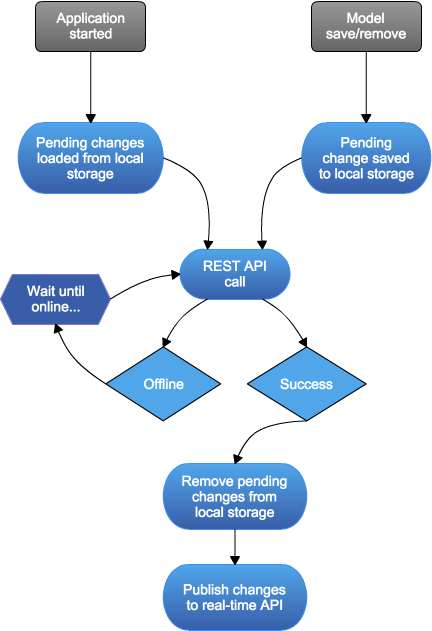 Application
started
Model
save/remove
Pending changes
loaded from local
storage
Pending
change saved
to local storage
REST API
call
Wait until
online...
Offline
Success
Remove pending
changes from
local storage
Publish changes
to real-time API